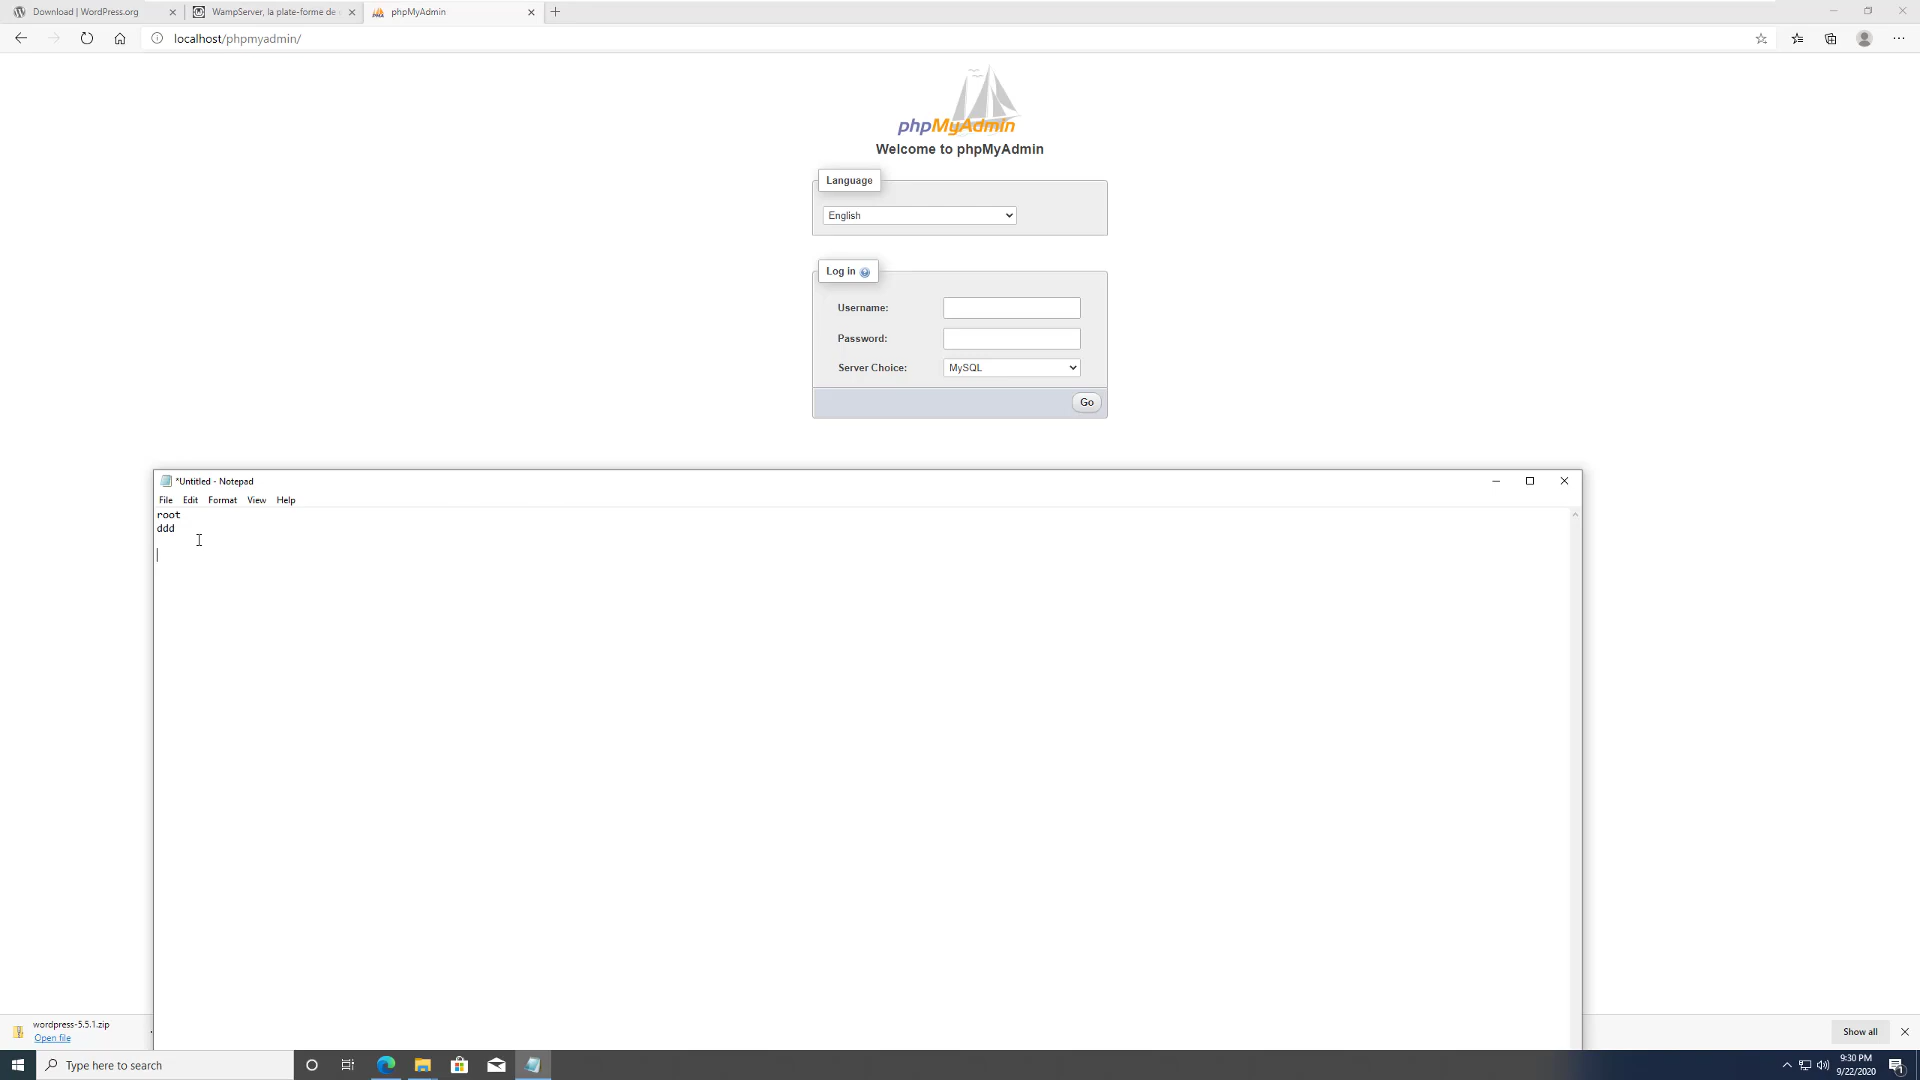 Download | WordPress.org
WampServer, la plate-forme de
phpMyAdmin
localhost/phpmyadmin/
phpMyAdmin
Welcome to phpMyAdmin
Language
English
Log in
Username:
Password:
Server Choice:
MySQL
Go
*Untitled - Notepad
File Edit Format View Help
root
ddd
wordpress-5.5.1.zip
Open file
Show all
Type here to search
9:30 PM
9/22/2020